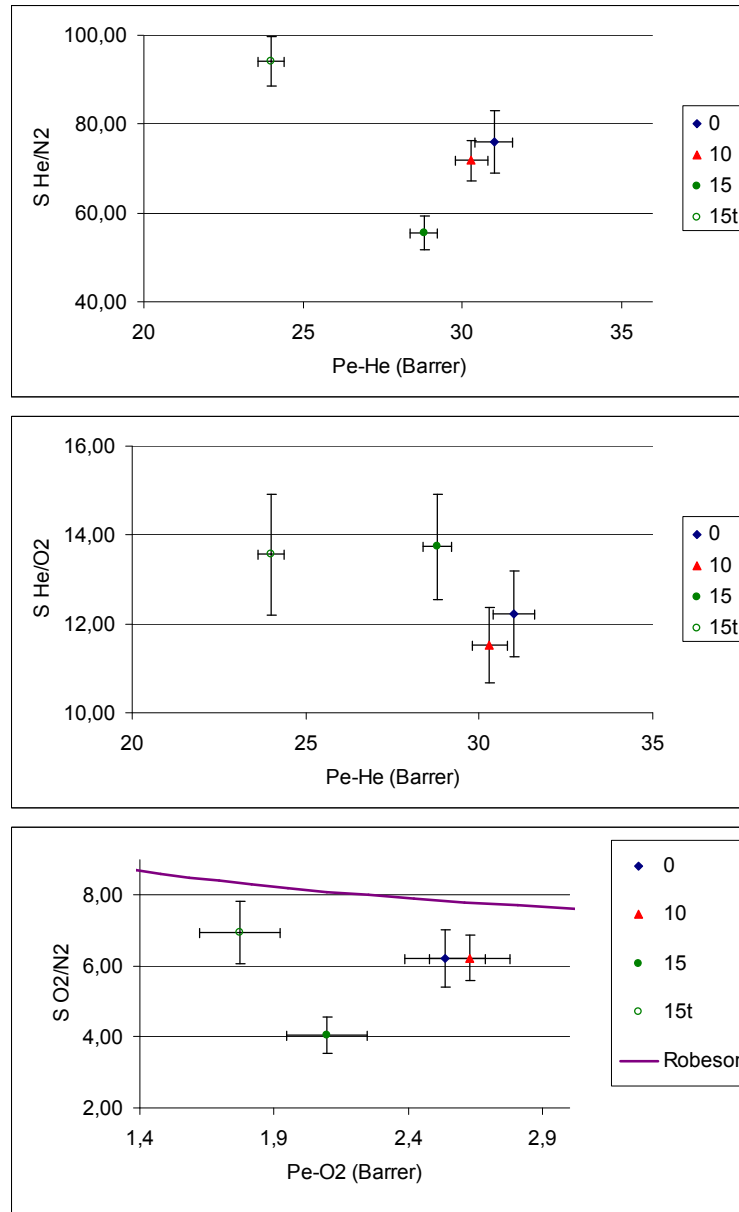 100,00
80,00
60,00
40,00
S He/N2
20 25 30 35
Pe-He (Barrer)
0
10
15
15t
16,00
14,00
12,00
10,00
S He/O2
20 25 30 35
Pe-He (Barrer)
0
10
15
15t
8,00
6,00
4,00
2,00
S O2/N2
1,4 1,9 2,4 2,9
Pe-O2 (Barrer)
0
10
15
15t
Robeson